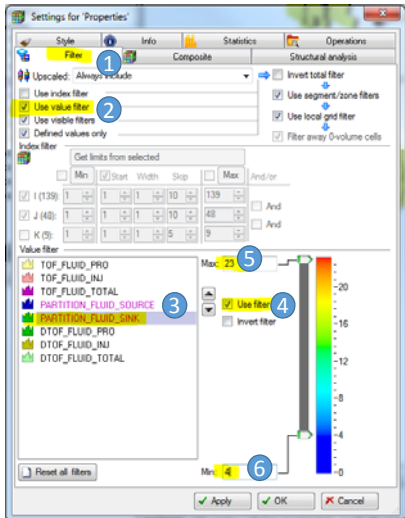 Settings for 'Properties'
Style Info Statistics Operations
Filter Composite Structural analysis
1
Upscaled: Always include
Invert total filter
Use index filter
Use segment/zone filters
Use value filter 2
Use visible filters
Use local grid filter
Defined values only
Filter away 0-volume cells
Index filter
Get limits from selected
Min Start Width Skip Max And/or
I (139): 1 1 1 10 139
And
J (48): 1 1 1 10 48
And
K (9): 1 1 1 5 9
Value filter
TOF_FLUID_PRO
TOF_FLUID_INJ
TOF_FLUID_TOTAL
PARTITION_FLUID_SOURCE
PARTITION_FLUID_SINK
DTOF_FLUID_PRO
DTOF_FLUID_INJ
DTOF_FLUID_TOTAL
3
Max: 23 5
Use filter 4
Invert filter
-20
-16
-12
-8
-4
-0
Reset all filters
Min: 4 6
Apply OK Cancel